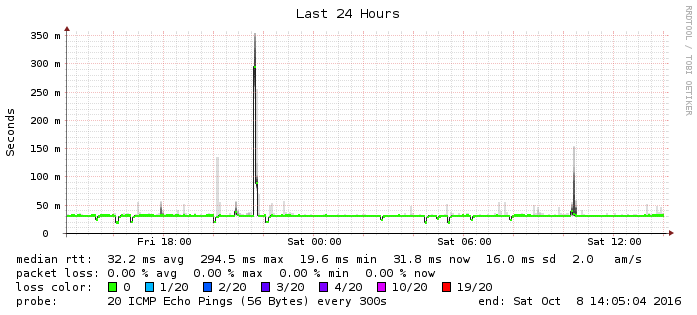 Last 24 Hours
RRDTOOL / TOBI OETIKER
Seconds
350 m
300 m
250 m
200 m
150 m
100 m
50 m
0
Fri 18:00 Sat 00:00 Sat 06:00 Sat 12:00
median rtt: 32.2 ms avg 294.5 ms max 19.6 ms min 31.8 ms now 16.0 ms sd 2.0 am/s
packet loss: 0.00 % avg 0.00 % max 0.00 % min 0.00 % now
loss color: 0 1/20 2/20 3/20 4/20 10/20 19/20
probe: 20 ICMP Echo Pings (56 Bytes) every 300s end: Sat Oct 8 14:05:04 2016